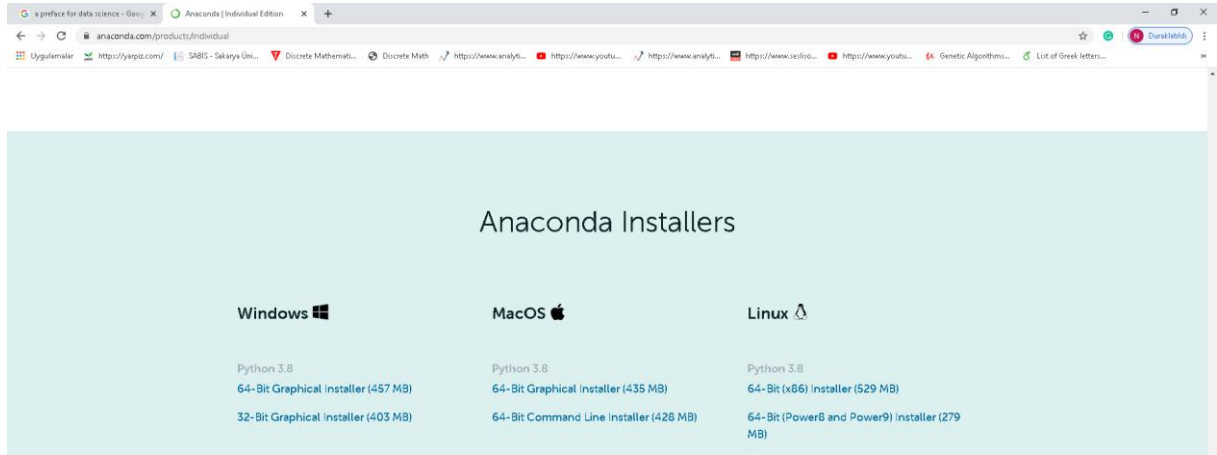 a preface for data science - Goog
Anaconda | Individual Edition
anaconda.com/products/individual
N Duraklatıldı
Uygulamalar
https://yarpiz.com/
SABİS - Sakarya Üni...
Discrete Mathemati...
Discrete Math
https://www.analyti...
https://www.youtu...
https://www.analyti...
https://www.seslioo...
https://www.youtu...
Genetic Algorithms...
List of Greek letters...
Anaconda Installers
Windows
Python 3.8
64-Bit Graphical Installer (457 MB)
32-Bit Graphical Installer (403 MB)
MacOS
Python 3.8
64-Bit Graphical Installer (435 MB)
64-Bit Command Line Installer (428 MB)
Linux
Python 3.8
64-Bit (x86) Installer (529 MB)
64-Bit (Power8 and Power9) Installer (279
MB)